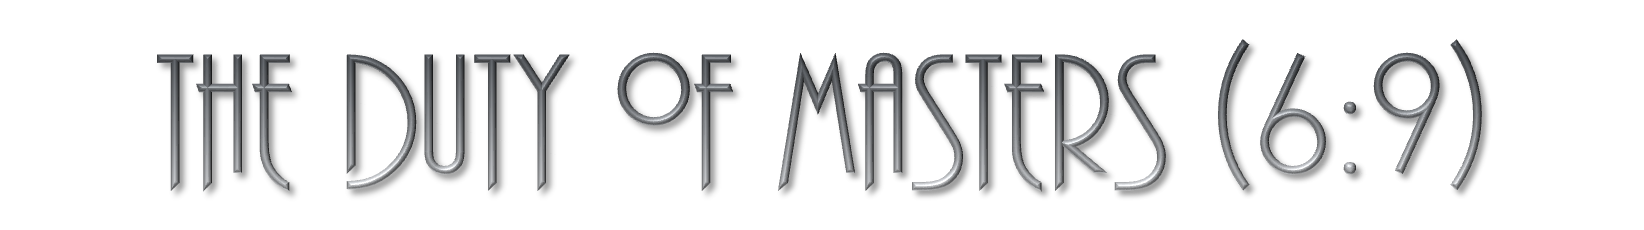 THE DUTY OF MASTERS (6:9)